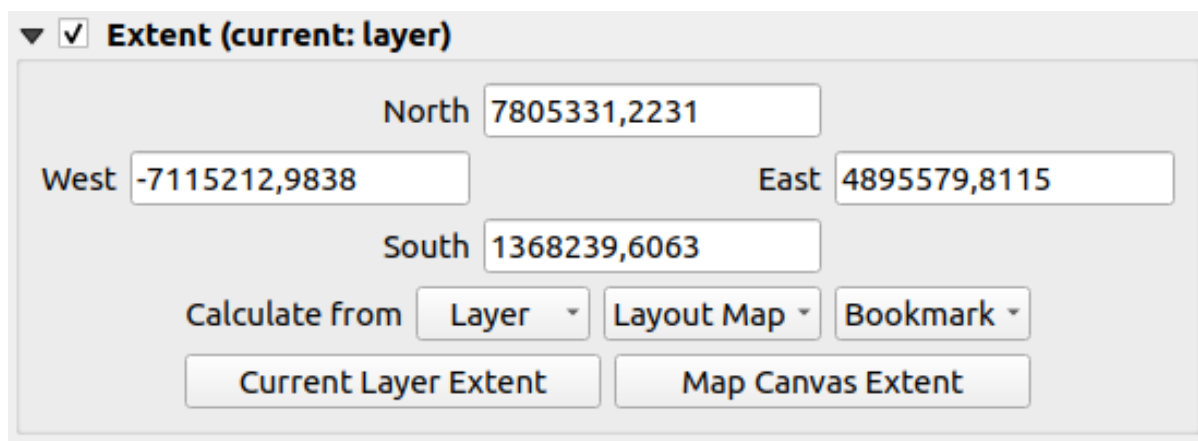 Extent (current: layer)
North 7805331,2231
West -7115212,9838 East 4895579,8115
South 1368239,6063
Calculate from Layer Layout Map Bookmark
Current Layer Extent Map Canvas Extent